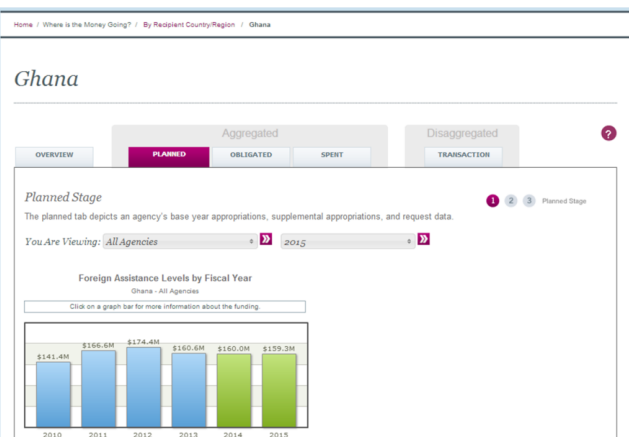 Home / Where is the Money Going? / By Recipient Country/Region / Ghana
Ghana
Aggregated
Disaggregated
?
OVERVIEW
PLANNED
OBLIGATED
SPENT
TRANSACTION
Planned Stage
1 2 3 Planned Stage
The planned tab depicts an agency's base year appropriations, supplemental appropriations, and request data.
You Are Viewing: All Agencies 2015
Foreign Assistance Levels by Fiscal Year
Ghana - All Agencies
Click on a graph bar for more information about the funding.
$141.4M $166.6M $174.4M $160.6M $160.0M $159.3M
2010 2011 2012 2013 2014 2015